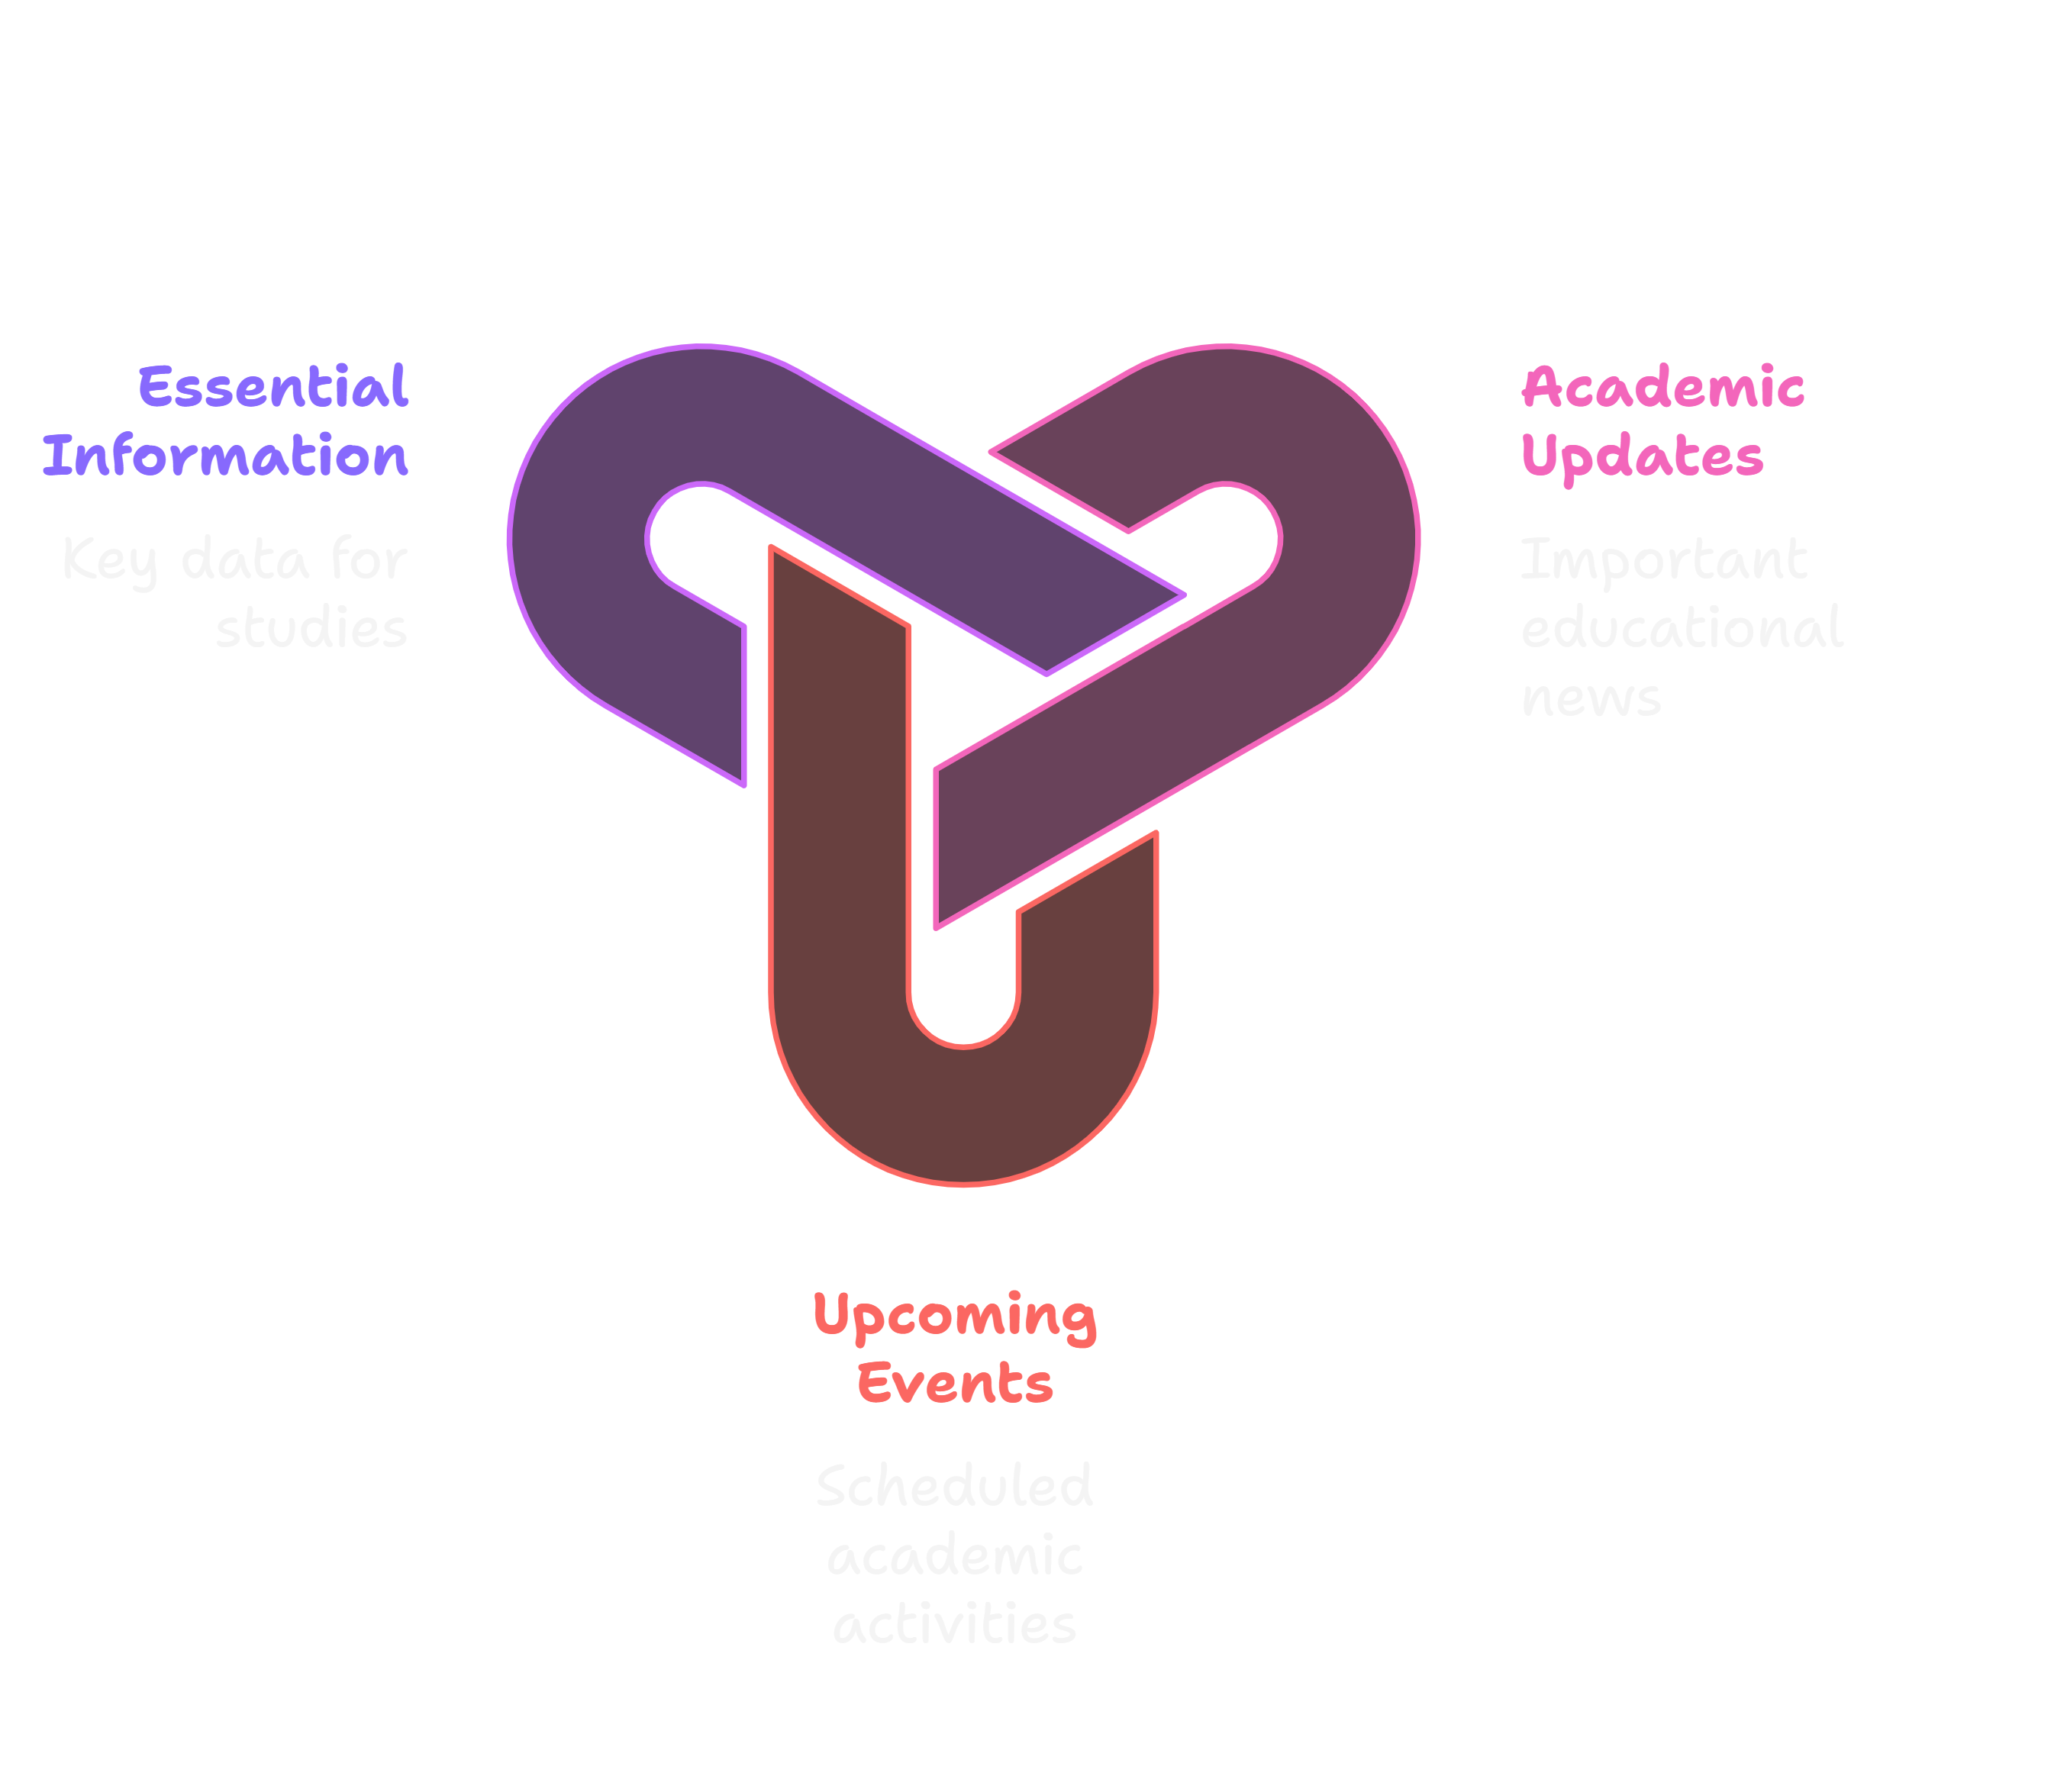 Essential
Information
Key data for
studies
Academic
Updates
Important
educational
news
Upcoming
Events
Scheduled
academic
activities